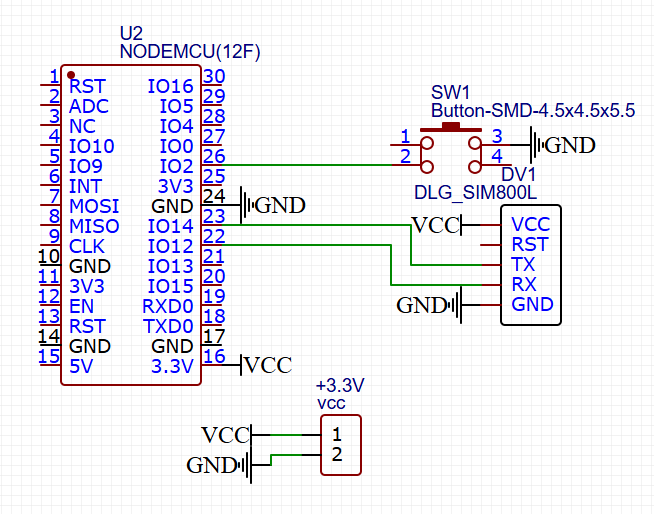 U2
NODEMCU(12F)
1 RST IO16 30
2 ADC IO5 29
3 NC IO4 28
4 IO10 IO0 27
5 IO9 IO2 26
6 INT 3V3 25
7 MOSI GND 24 GND
8 MISO IO14 23
9 CLK IO12 22
10 GND IO13 21
11 3V3 IO15 20
12 EN RXD0 19
13 RST TXD0 18
14 GND GND 17
15 5V 3.3V 16 VCC
SW1
Button-SMD-4.5x4.5x5.5
1 3 GND
2 4
DV1
DLG_SIM800L
VCC VCC
RST
TX
RX
GND GND
+3.3V
vcc
VCC 1
GND 2